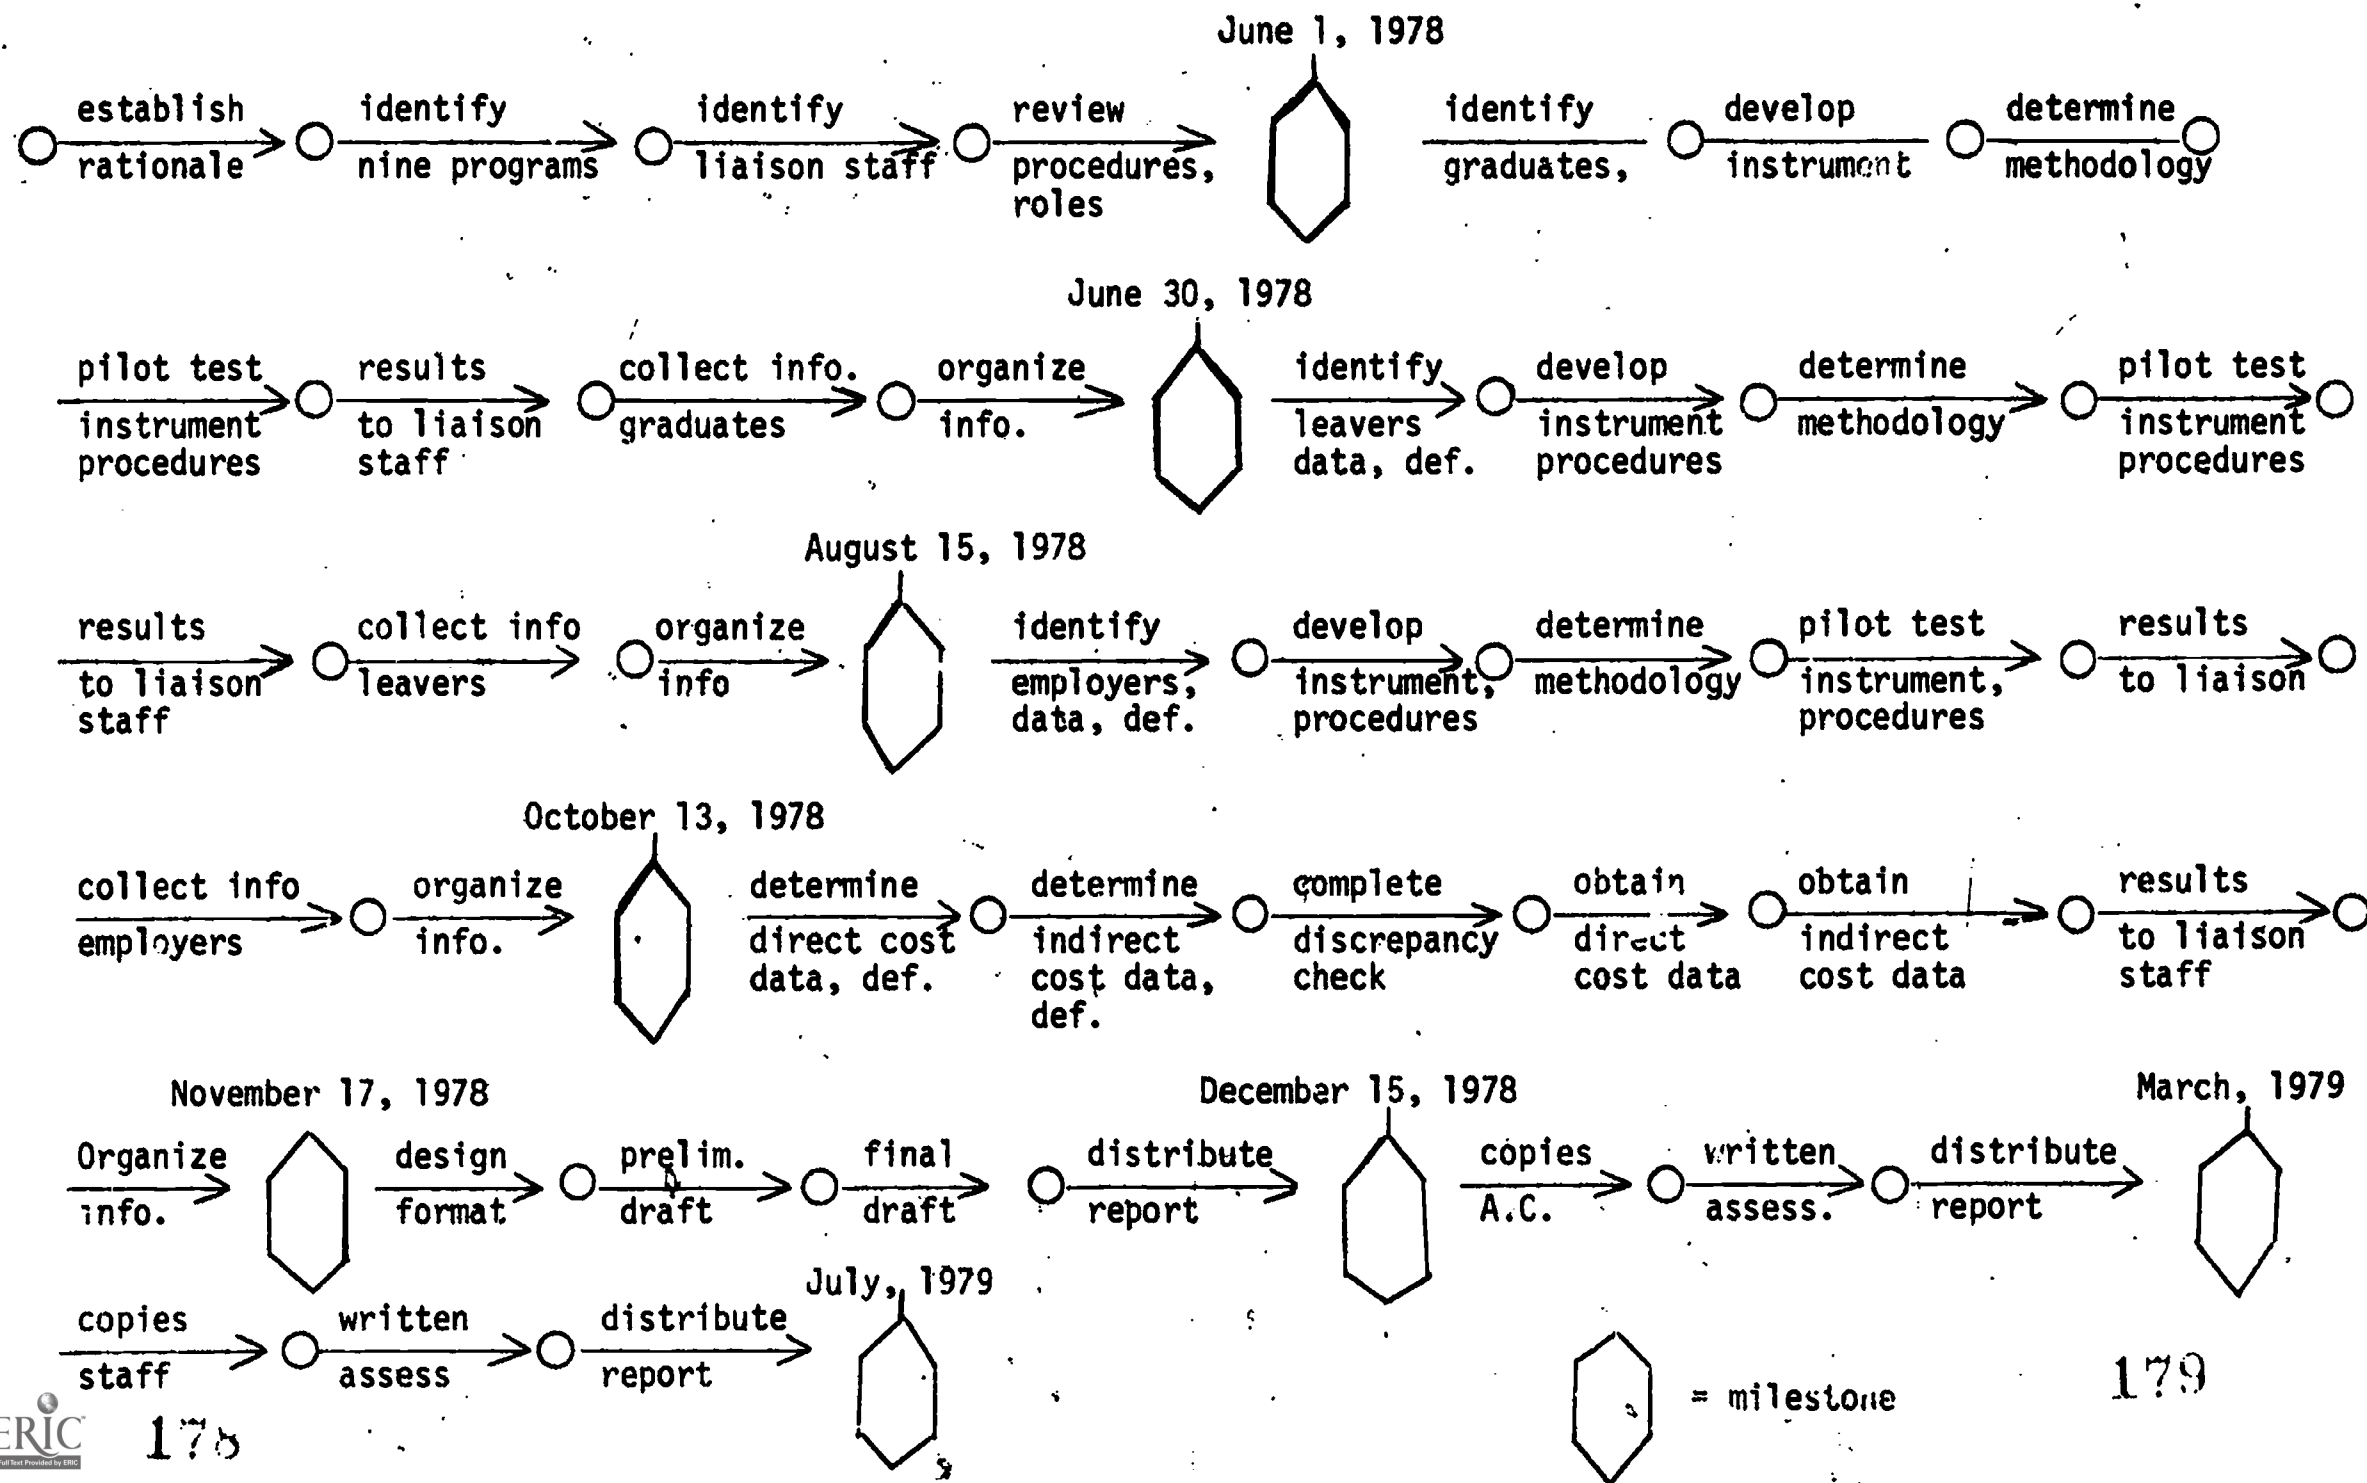 June 1, 1978
establish
rationale
identify
nine programs
identify
liaison staff
review
procedures,
roles
identify
graduates,
develop
instrument
determine
methodology
June 30, 1978
pilot test
instrument
procedures
results
to liaison
staff
collect info.
graduates
organize
info.
identify
leavers
data, def.
develop
instrument
procedures
determine
methodology
pilot test
instrument
procedures
August 15, 1978
results
to liaison
staff
collect info
leavers
organize
info
identify
employers,
data, def.
develop
instrument,
procedures
determine
methodology
pilot test
instrument,
procedures
results
to liaison
October 13, 1978
collect info
employers
organize
info.
determine
direct cost
data, def.
determine
indirect
cost data,
def.
complete
discrepancy
check
obtain
direct
cost data
obtain
indirect
cost data
results
to liaison
staff
November 17, 1978
December 15, 1978
March, 1979
Organize
info.
design
format
prelim.
draft
final
draft
distribute
report
copies
A.C.
written
assess.
distribute
report
July, 1979
copies
staff
written
assess
distribute
report
= milestone
179
ERIC
Full Text Provided by ERIC
178